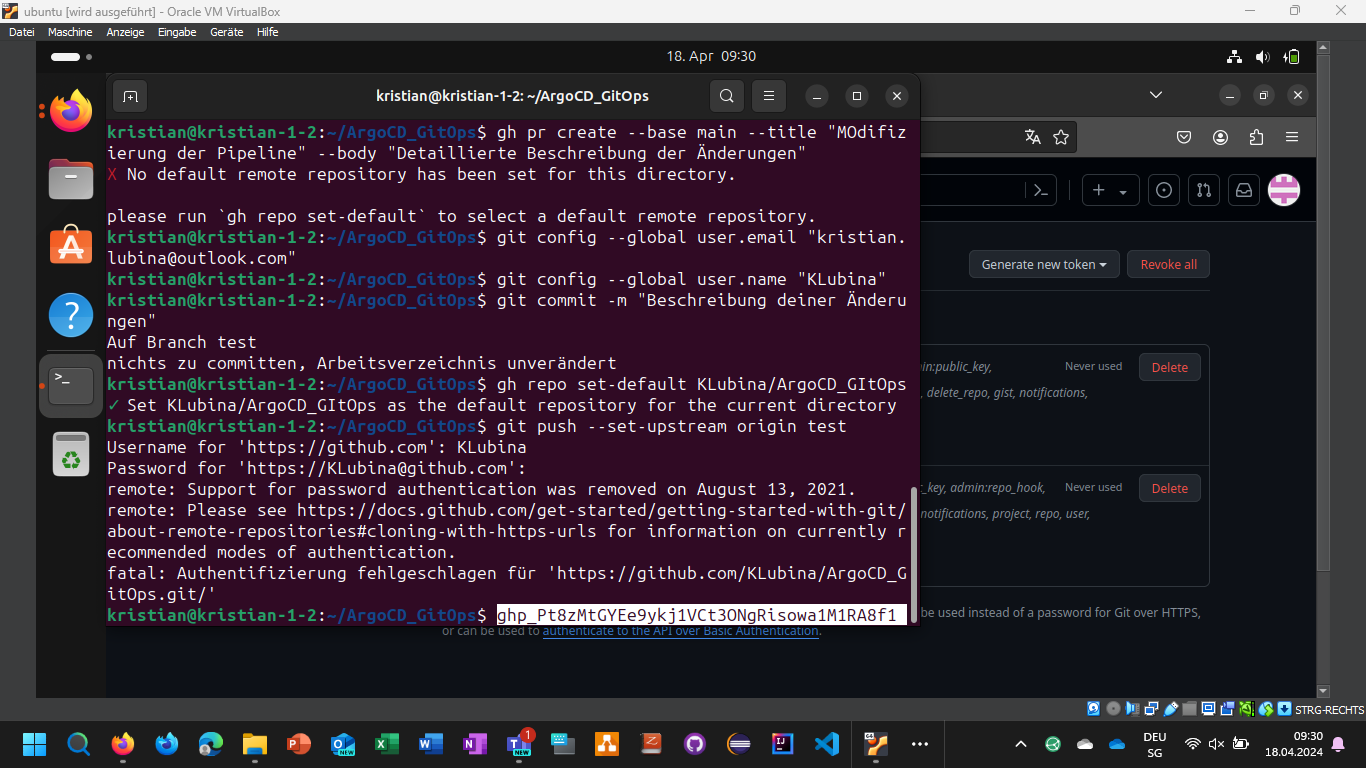 ubuntu [wird ausgeführt] - Oracle VM VirtualBox
Datei Maschine Anzeige Eingabe Geräte Hilfe
18. Apr 09:30
kristian@kristian-1-2: ~/ArgoCD_GitOps
kristian@kristian-1-2:~/ArgoCD_GitOps$ gh pr create --base main --title "MOdifiz
ierung der Pipeline" --body "Detaillierte Beschreibung der Änderungen"
X No default remote repository has been set for this directory.
please run `gh repo set-default` to select a default remote repository.
kristian@kristian-1-2:~/ArgoCD_GitOps$ git config --global user.email "kristian.
lubina@outlook.com"
kristian@kristian-1-2:~/ArgoCD_GitOps$ git config --global user.name "KLubina"
kristian@kristian-1-2:~/ArgoCD_GitOps$ git commit -m "Beschreibung deiner Änderu
ngen"
Auf Branch test
nichts zu committen, Arbeitsverzeichnis unverändert
kristian@kristian-1-2:~/ArgoCD_GitOps$ gh repo set-default KLubina/ArgoCD_GItOps
✓ Set KLubina/ArgoCD_GItOps as the default repository for the current directory
kristian@kristian-1-2:~/ArgoCD_GitOps$ git push --set-upstream origin test
Username for 'https://github.com': KLubina
Password for 'https://KLubina@github.com':
remote: Support for password authentication was removed on August 13, 2021.
remote: Please see https://docs.github.com/get-started/getting-started-with-git/
about-remote-repositories#cloning-with-https-urls for information on currently r
ecommended modes of authentication.
fatal: Authentifizierung fehlgeschlagen für 'https://github.com/KLubina/ArgoCD_G
itOps.git/'
kristian@kristian-1-2:~/ArgoCD_GitOps$ 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
Generate new token
Revoke all
in:public_key,
Never used
Delete
, delete_repo, gist, notifications,
_key, admin:repo_hook,
Never used
Delete
notifications, project, repo, user,
be used instead of a password for Git over HTTPS,
or can be used to authenticate to the API over Basic Authentication.
STRG-RECHTS
1
NEW
NEW
DEU
SG
09:30
18.04.2024